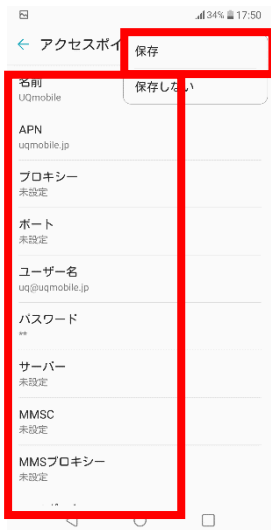 34% 17:50
← アクセスポイ
保存
保存しない
名前
UQmobile
APN
uqmobile.jp
プロキシー
未設定
ポート
未設定
ユーザー名
uq@uqmobile.jp
パスワード
**
サーバー
未設定
MMSC
未設定
MMSプロキシー
未設定